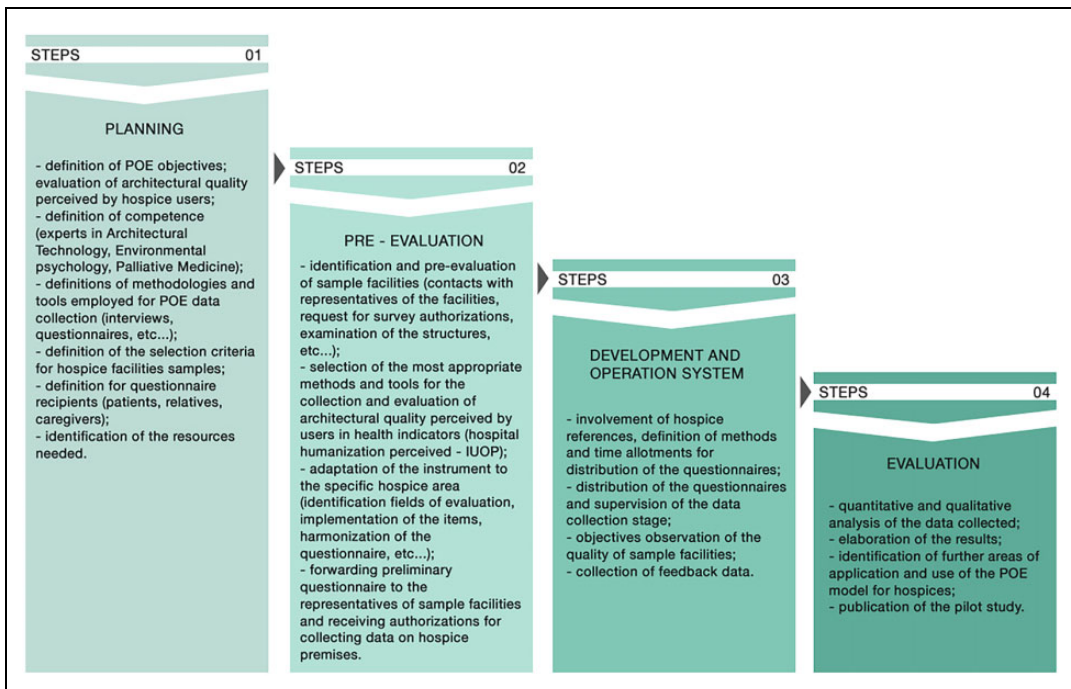 STEPS 01
PLANNING
- definition of POE objectives;
evaluation of architectural quality
perceived by hospice users;
- definition of competence
(experts in Architectural
Technology, Environmental
psychology, Palliative Medicine);
- definitions of methodologies and
tools employed for POE data
collection (interviews,
questionnaires, etc...);
- definition of the selection criteria
for hospice facilities samples;
- definition for questionnaire
recipients (patients, relatives,
caregivers);
- identification of the resources
needed.
STEPS 02
PRE - EVALUATION
- identification and pre-evaluation
of sample facilities (contacts with
representatives of the facilities,
request for survey authorizations,
examination of the structures,
etc...);
- selection of the most appropriate
methods and tools for the
collection and evaluation of
architectural quality perceived by
users in health indicators (hospital
humanization perceived - IUOP);
- adaptation of the instrument to
the specific hospice area
(identification fields of evaluation,
implementation of the items,
harmonization of the
questionnaire, etc...);
- forwarding preliminary
questionnaire to the
representatives of sample facilities
and receiving authorizations for
collecting data on hospice
premises.
STEPS 03
DEVELOPMENT AND
OPERATION SYSTEM
- involvement of hospice
references, definition of methods
and time allotments for
distribution of the questionnaires;
- distribution of the questionnaires
and supervision of the data
collection stage;
- objectives observation of the
quality of sample facilities;
- collection of feedback data.
STEPS 04
EVALUATION
- quantitative and qualitative
analysis of the data collected;
- elaboration of the results;
- identification of further areas of
application and use of the POE
model for hospices;
- publication of the pilot study.